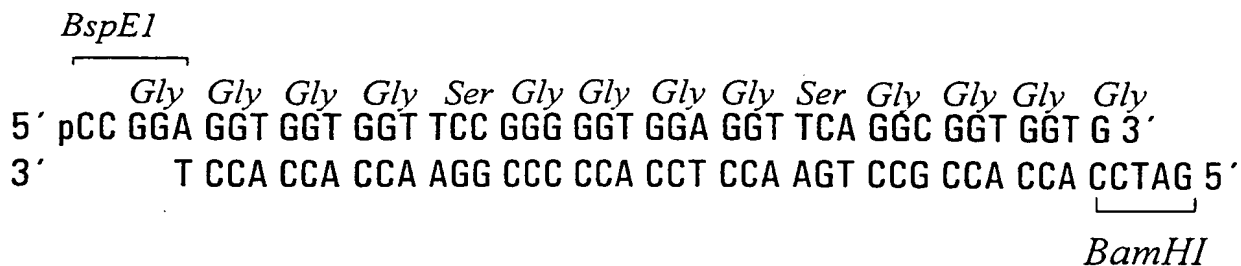 BspE1
Gly Gly Gly Gly Ser Gly Gly Gly Gly Ser Gly Gly Gly Gly
5´ pCC GGA GGT GGT GGT TCC GGG GGT GGA GGT TCA GGC GGT GGT G 3´
3´ T CCA CCA CCA AGG CCC CCA CCT CCA AGT CCG CCA CCA CCTAG 5´
BamHI